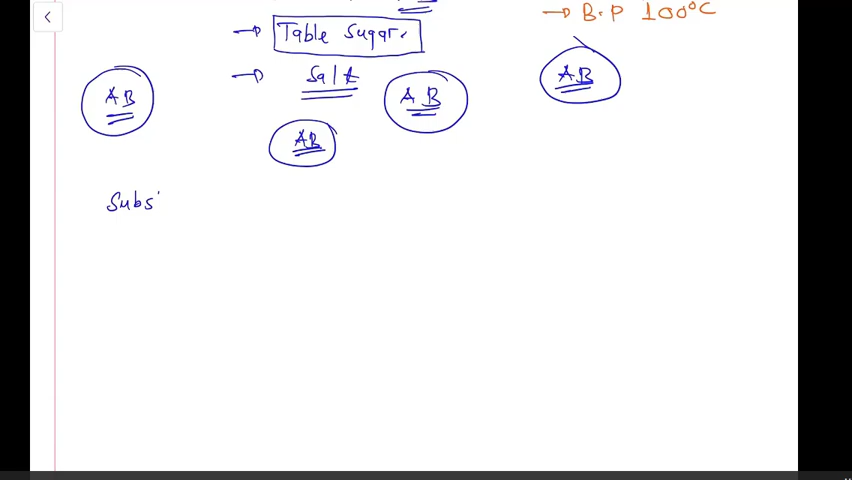 → B.P 100°C
→ Table Sugar.
→ Salt
AB
AB
AB
AB
Subs